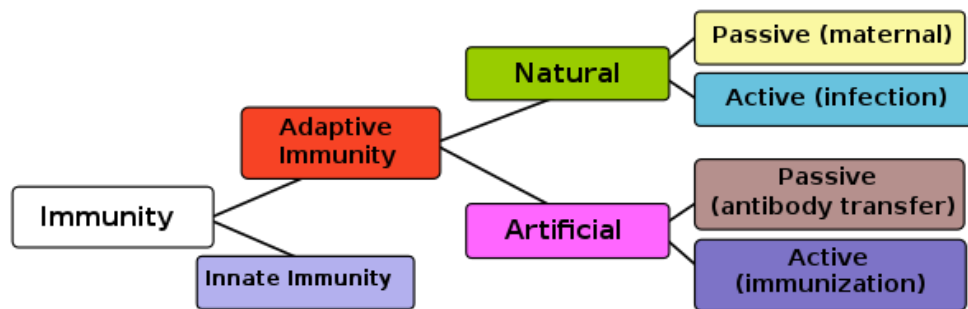 Passive (maternal)
Natural
Active (infection)
Adaptive
Immunity
Passive
(antibody transfer)
Immunity
Artificial
Active
(immunization)
Innate Immunity